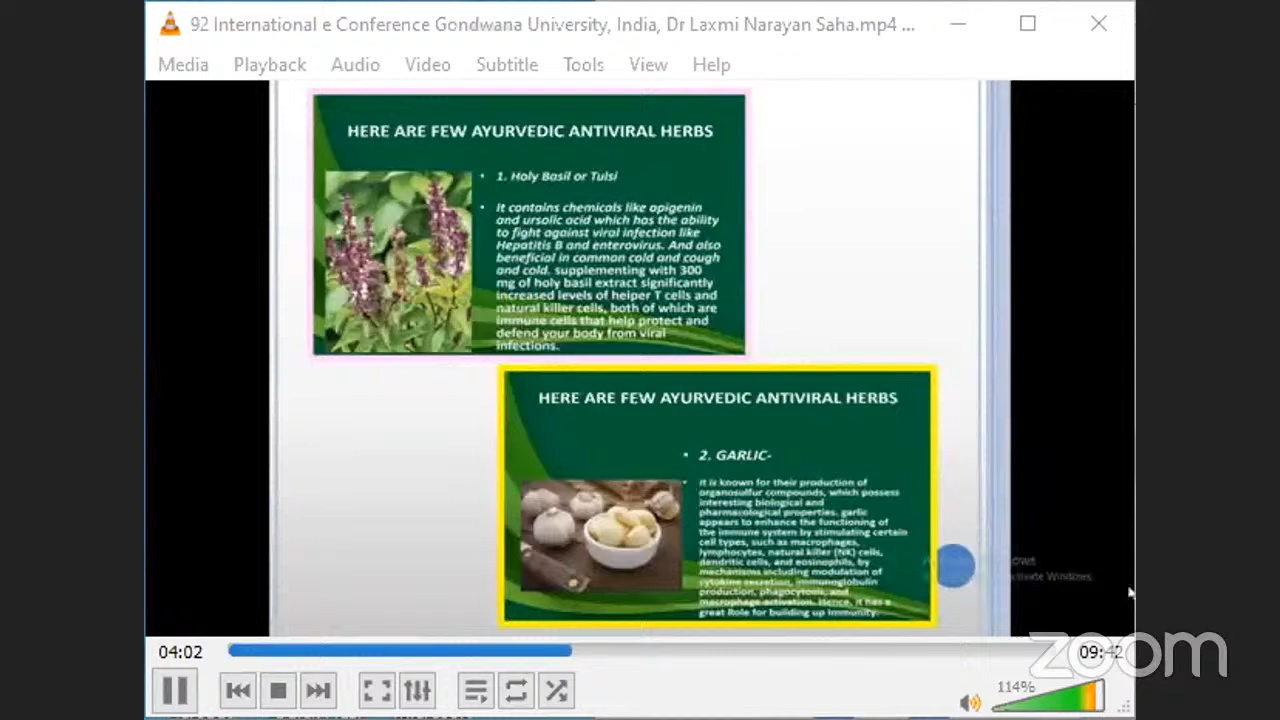 92 International e Conference Gondwana University, India, Dr Laxmi Narayan Saha.mp4 ...
Media Playback Audio Video Subtitle Tools View Help
HERE ARE FEW AYURVEDIC ANTIVIRAL HERBS
• 1. Holy Basil or Tulsi
• It contains chemicals like apigenin
and ursolic acid which has the ability
to fight against viral infection like
Hepatitis B and enterovirus. And also
beneficial in common cold and cough
and cold. supplementing with 300
mg of holy basil extract significantly
increased levels of helper T cells and
natural killer cells, both of which are
immune cells that help protect and
defend your body from viral
infections.
HERE ARE FEW AYURVEDIC ANTIVIRAL HERBS
• 2. GARLIC-
• It is known for their production of
organosulfur compounds, which possess
interesting biological and
pharmacological properties. garlic
appears to enhance the functioning of
the immune system by stimulating certain
cell types, such as macrophages,
lymphocytes, natural killer (NK) cells,
dendritic cells, and eosinophils, by
mechanisms including modulation of
cytokine secretion, immunoglobulin
production, phagocytosis, and
macrophage activation. Hence, it has a
great Role for building up immunity.
Windows.
04:02
09:42
zoom
114%